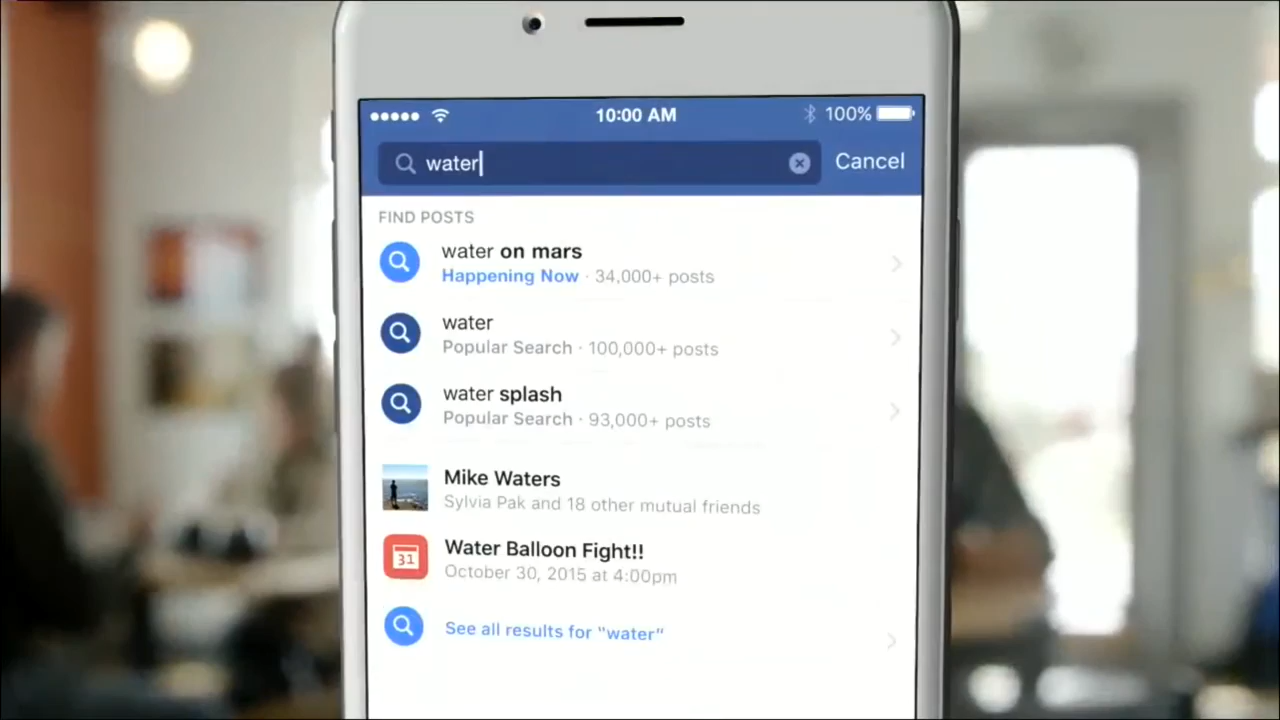 10:00 AM
100%
water
Cancel
FIND POSTS
water on mars
Happening Now · 34,000+ posts
water
Popular Search · 100,000+ posts
water splash
Popular Search · 93,000+ posts
Mike Waters
Sylvia Pak and 18 other mutual friends
31
Water Balloon Fight!!
October 30, 2015 at 4:00pm
See all results for "water"